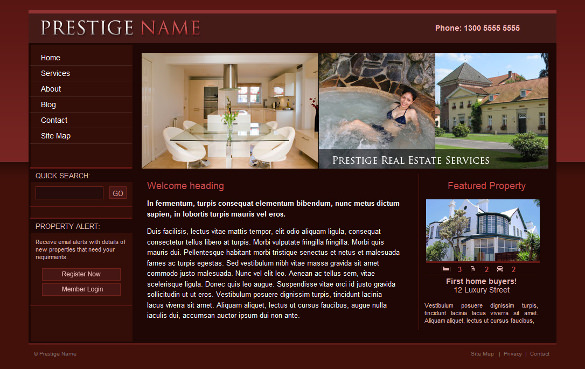 PRESTIGE NAME
Phone: 1300 5555 5555
Home
Services
About
Blog
Contact
Site Map
Prestige Real Estate Services
QUICK SEARCH:
GO
PROPERTY ALERT:
Receive email alerts with details of
new properties that need your
requirments.
Register Now
Member Login
Welcome heading
In fermentum, turpis consequat elementum bibendum, nunc metus dictum
sapien, in lobortis turpis mauris vel eros.
Duis facilisis, lectus vitae mattis tempor, elit odio aliquam ligula, consequat
consectetur tellus libero at turpis. Morbi vulputate fringilla fringilla. Morbi quis
mauris dui. Pellentesque habitant morbi tristique senectus et netus et malesuada
fames ac turpis egestas. Sed vestibulum nibh vitae massa gravida sit amet
commodo justo malesuada. Nunc vel elit leo. Aenean ac tellus sem, vitae
scelerisque ligula. Donec quis leo augue. Suspendisse vitae orci id justo gravida
sollicitudin ut ut eros. Vestibulum posuere dignissim turpis, tincidunt lacinia
lacus viverra sit amet. Aliquam aliquet, lectus ut cursus faucibus, augue nulla
iaculis dui, accumsan auctor ipsum dui non ante.
Featured Property
3 2 2
First home buyers!
12 Luxury Street
Vestibulum posuere dignissim turpis,
tincidunt lacinia lacus viverra sit amet.
Aliquam aliquet, lectus ut cursus faucibus,
© Prestige Name
Site Map | Privacy | Contact